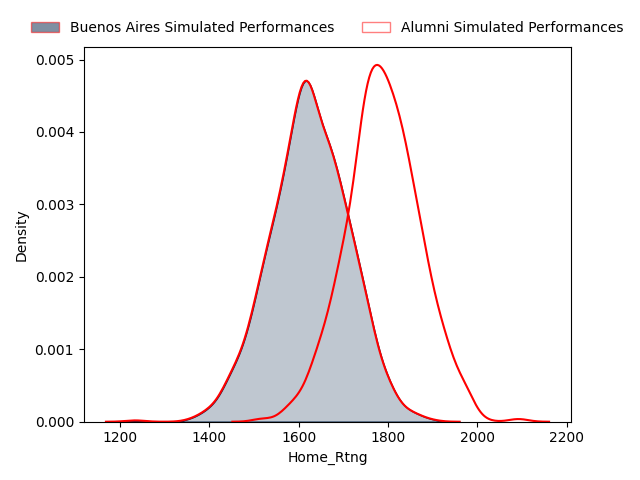 Buenos Aires Simulated Performances Alumni Simulated Performances
0.005
0.004
0.003
0.002
0.001
0.000
Density
1200 1400 1600 1800 2000 2200
Home_Rtng